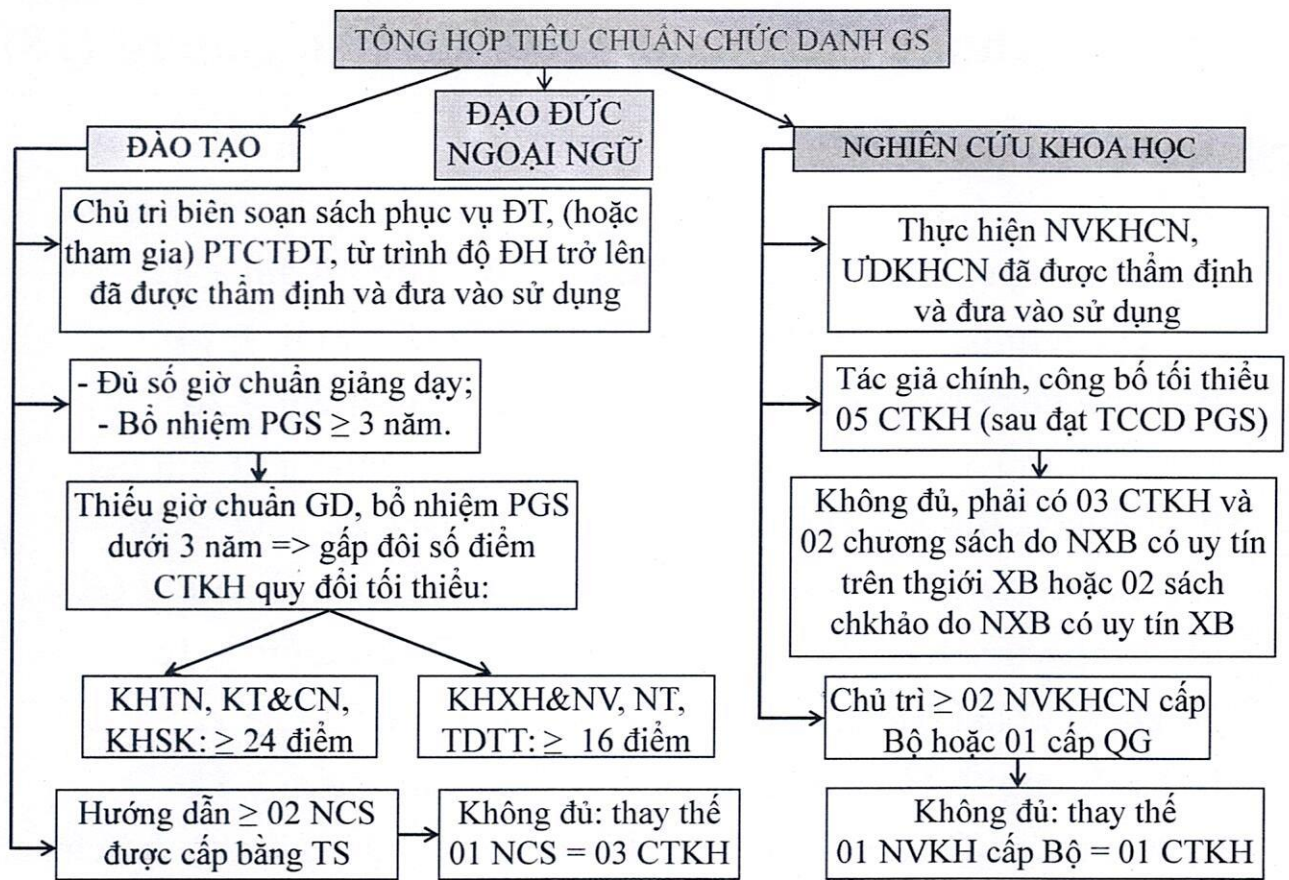 TỔNG HỢP TIÊU CHUẨN CHỨC DANH GS
ĐẠO ĐỨC
NGOẠI NGỮ
ĐÀO TẠO
Chủ trì biên soạn sách phục vụ ĐT, (hoặc
tham gia) PTCTĐT, từ trình độ ĐH trở lên
đã được thẩm định và đưa vào sử dụng
- Đủ số giờ chuẩn giảng dạy;
- Bổ nhiệm PGS ≥ 3 năm.
Thiếu giờ chuẩn GD, bổ nhiệm PGS
dưới 3 năm => gấp đôi số điểm
CTKH quy đổi tối thiểu:
KHTN, KT&CN,
KHSK: ≥ 24 điểm
KHXH&NV, NT,
TDTT: ≥ 16 điểm
Hướng dẫn ≥ 02 NCS
được cấp bằng TS
Không đủ: thay thế
01 NCS = 03 CTKH
NGHIÊN CỨU KHOA HỌC
Thực hiện NVKHCN,
ƯDKHCN đã được thẩm định
và đưa vào sử dụng
Tác giả chính, công bố tối thiểu
05 CTKH (sau đạt TCCD PGS)
Không đủ, phải có 03 CTKH và
02 chương sách do NXB có uy tín
trên thgiới XB hoặc 02 sách
chkhảo do NXB có uy tín XB
Chủ trì ≥ 02 NVKHCN cấp
Bộ hoặc 01 cấp QG
Không đủ: thay thế
01 NVKH cấp Bộ = 01 CTKH